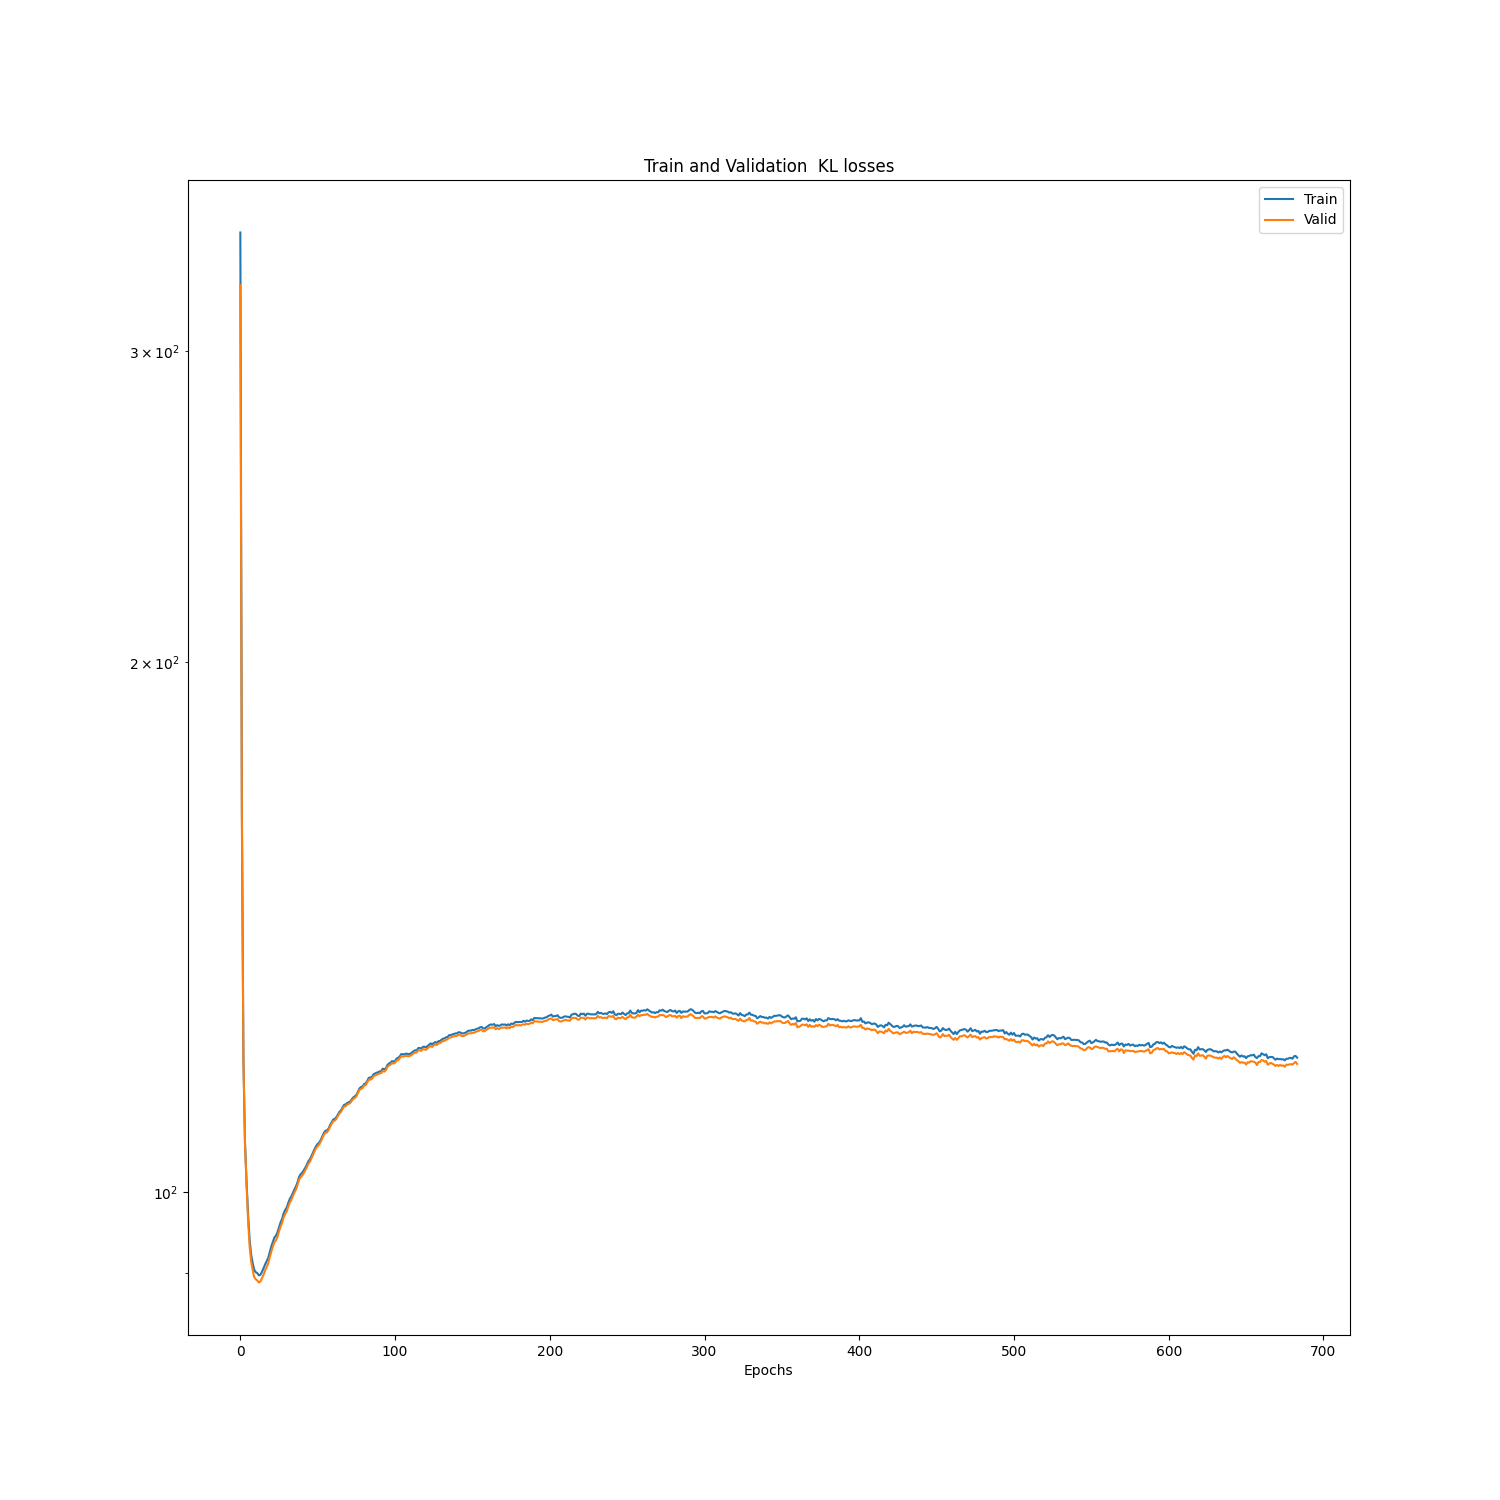 Train and Validation  KL losses
Train
Valid
3 × 10²
2 × 10²
10²
0 100 200 300 400 500 600 700
Epochs